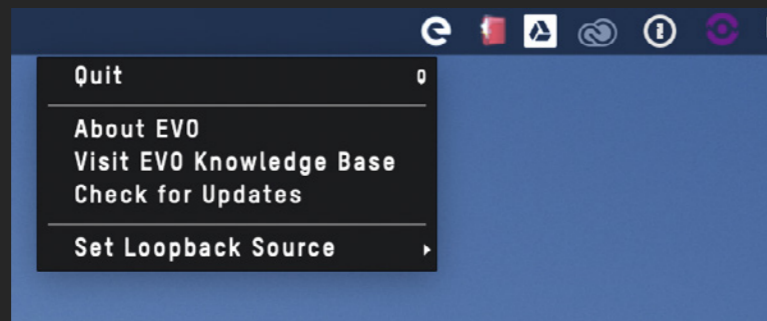 Quit Q
About EVO
Visit EVO Knowledge Base
Check for Updates
Set Loopback Source